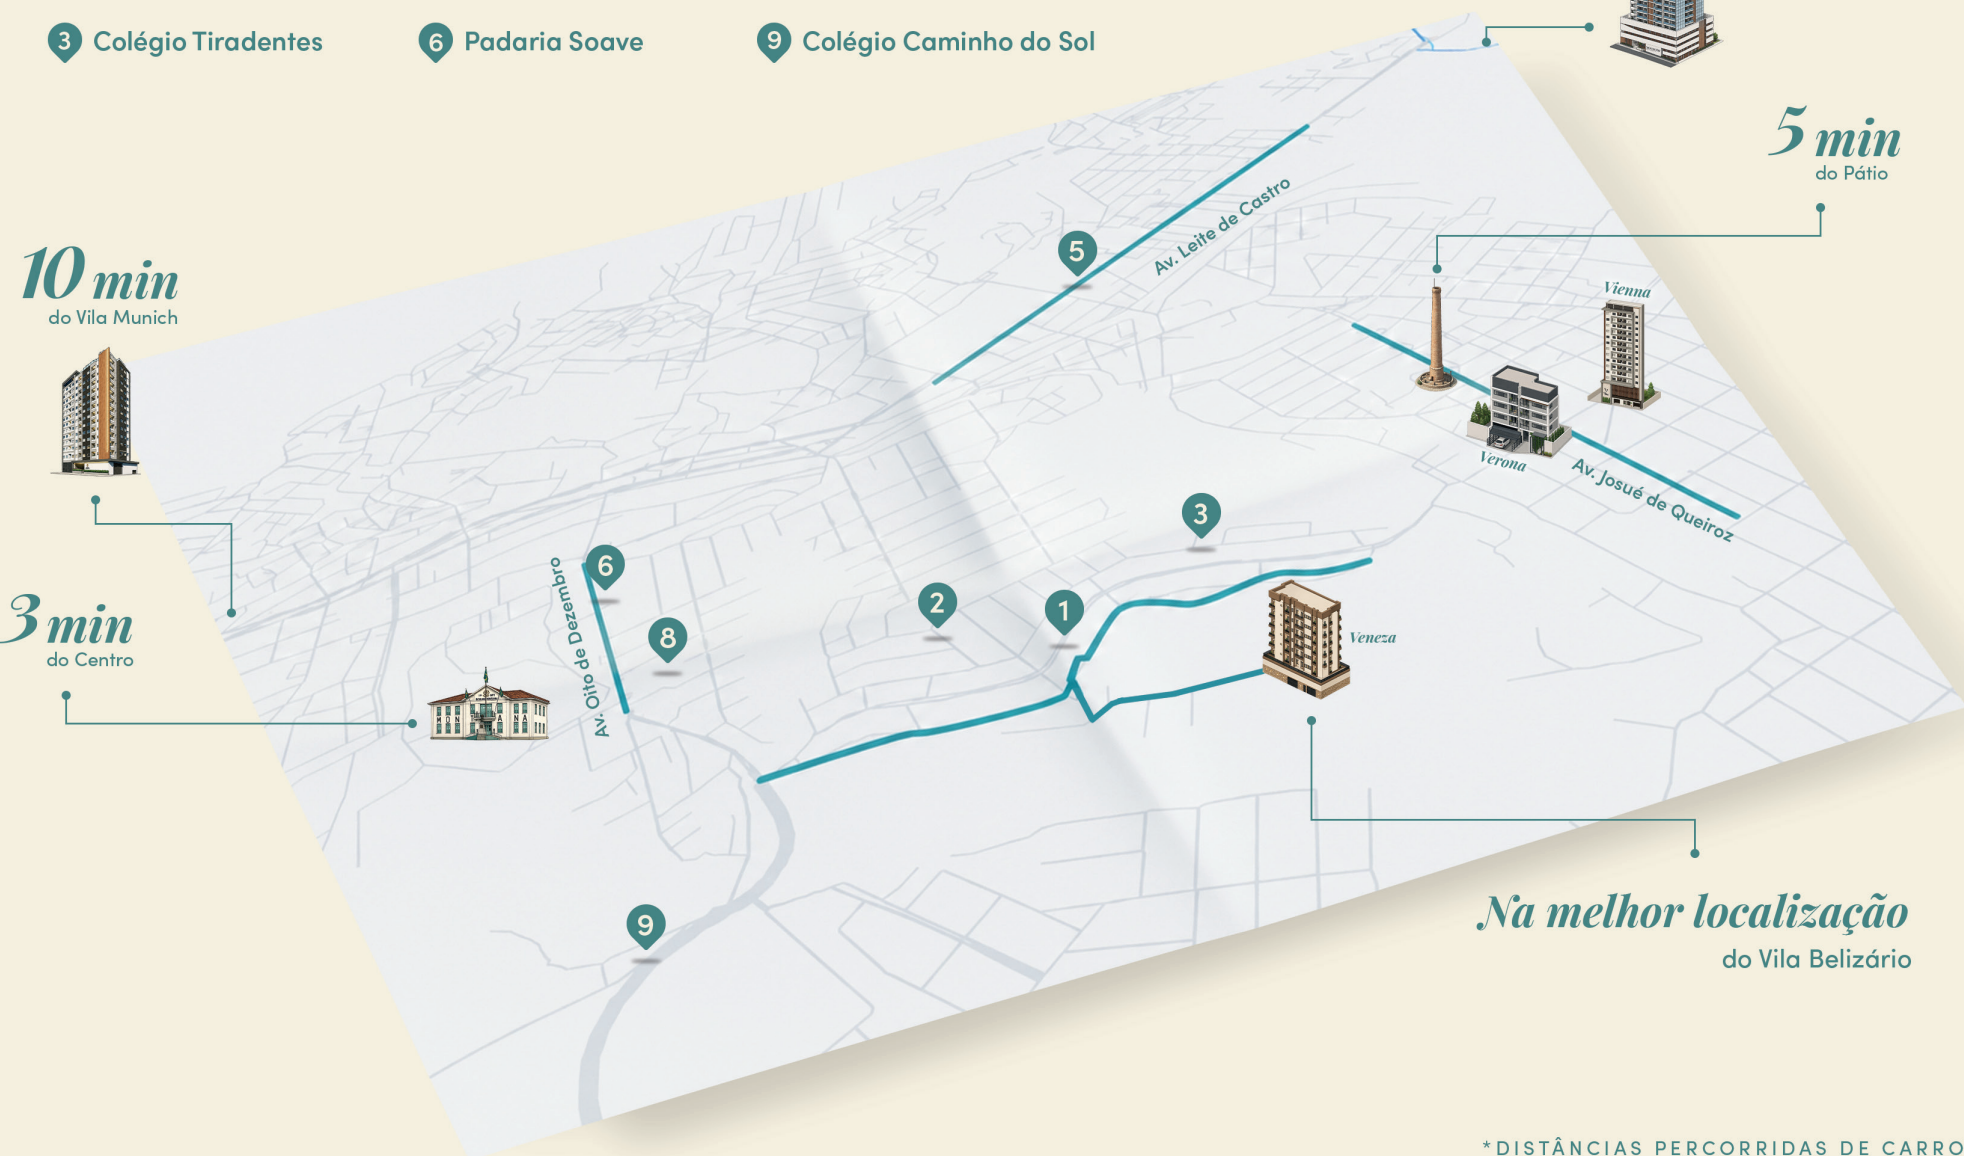 3 Colégio Tiradentes
6 Padaria Soave
9 Colégio Caminho do Sol
5 min
do Pátio
Av. Leite de Castro
5
10 min
do Vila Munich
Vienna
Verona
Av. Josué de Queiroz
3
6
Av. Oito de Dezembro
2
1
8
Veneza
3 min
do Centro
9
Na melhor localização
do Vila Belizário
*DISTÂNCIAS PERCORRIDAS DE CARRO